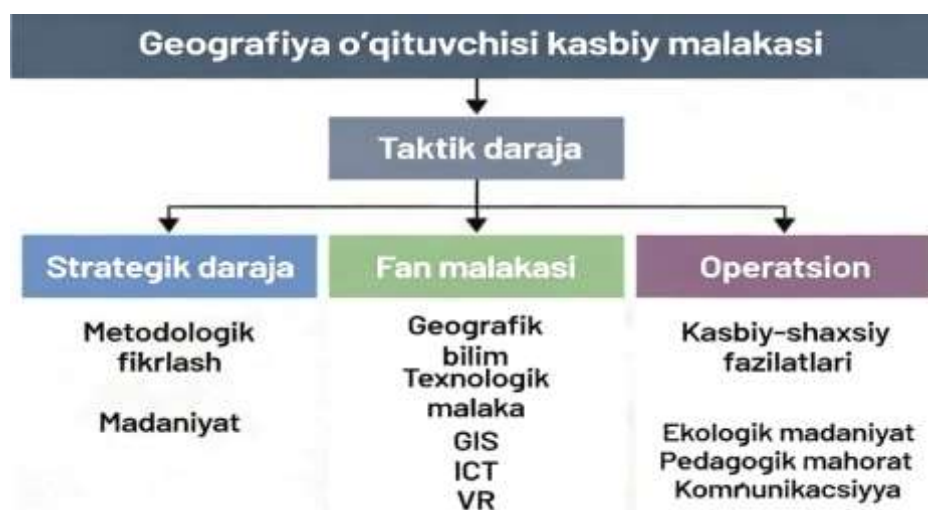 Geografiya o'qituvchisi kasbiy malakasi
Taktik daraja
Strategik daraja
Metodologik
fikrlash
Madaniyat
Fan malakasi
Geografik
bilim
Texnologik
malaka
GIS
ICT
VR
Operatsion
Kasbiy-shaxsiy
fazilatlari
Ekologik madaniyat
Pedagogik mahorat
Kommunikacsiyya